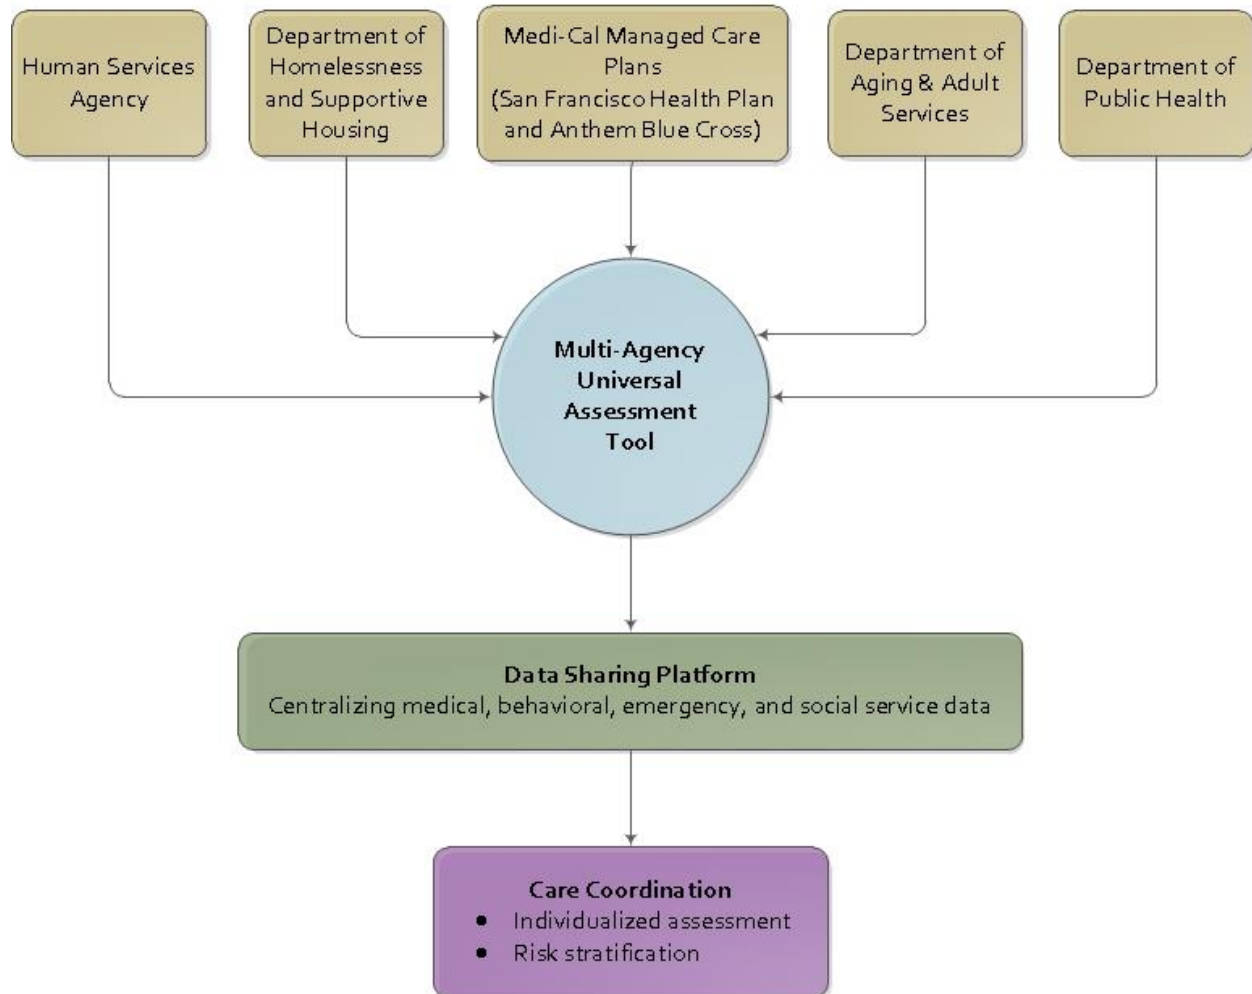 Human Services
Agency
Department of
Homelessness
and Supportive
Housing
Medi-Cal Managed Care
Plans
(San Francisco Health Plan
and Anthem Blue Cross)
Department of
Aging & Adult
Services
Department of
Public Health
Multi-Agency
Universal
Assessment
Tool
Data Sharing Platform
Centralizing medical, behavioral, emergency, and social service data
Care Coordination
• Individualized assessment
• Risk stratification